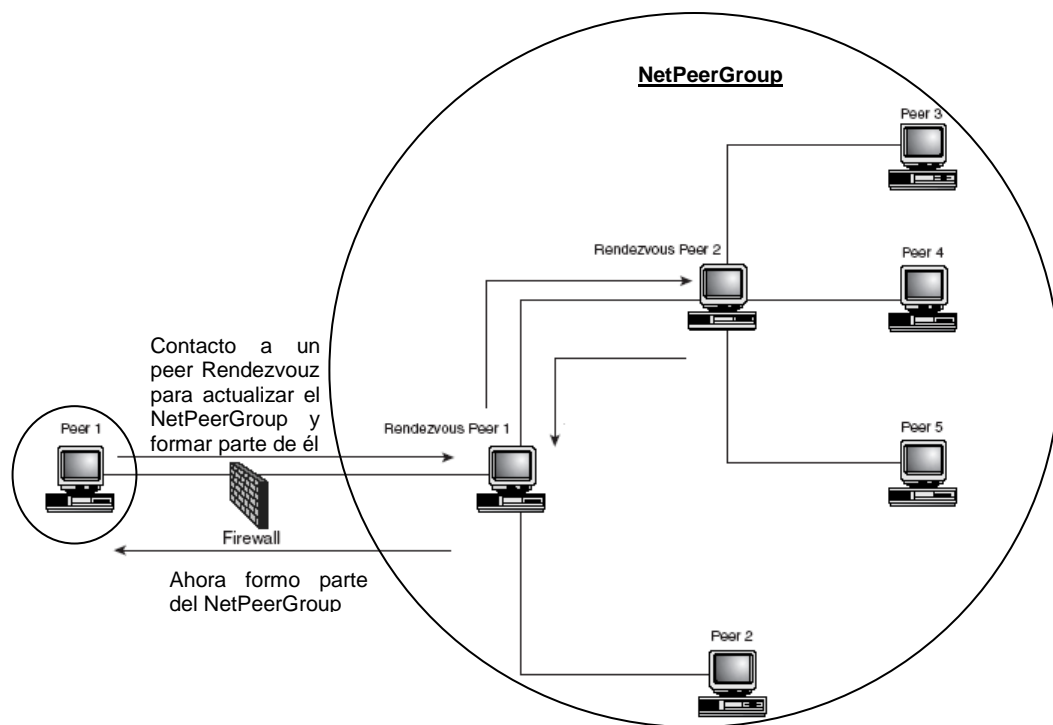 NetPeerGroup
Peer 3
Rendezvous Peer 2
Peer 4
Contacto a un
peer Rendezvouz
para actualizar el
NetPeerGroup y
formar parte de él
Peer 1
Rendezvous Peer 1
Peer 5
Firewall
Ahora formo parte
del NetPeerGroup
Peer 2